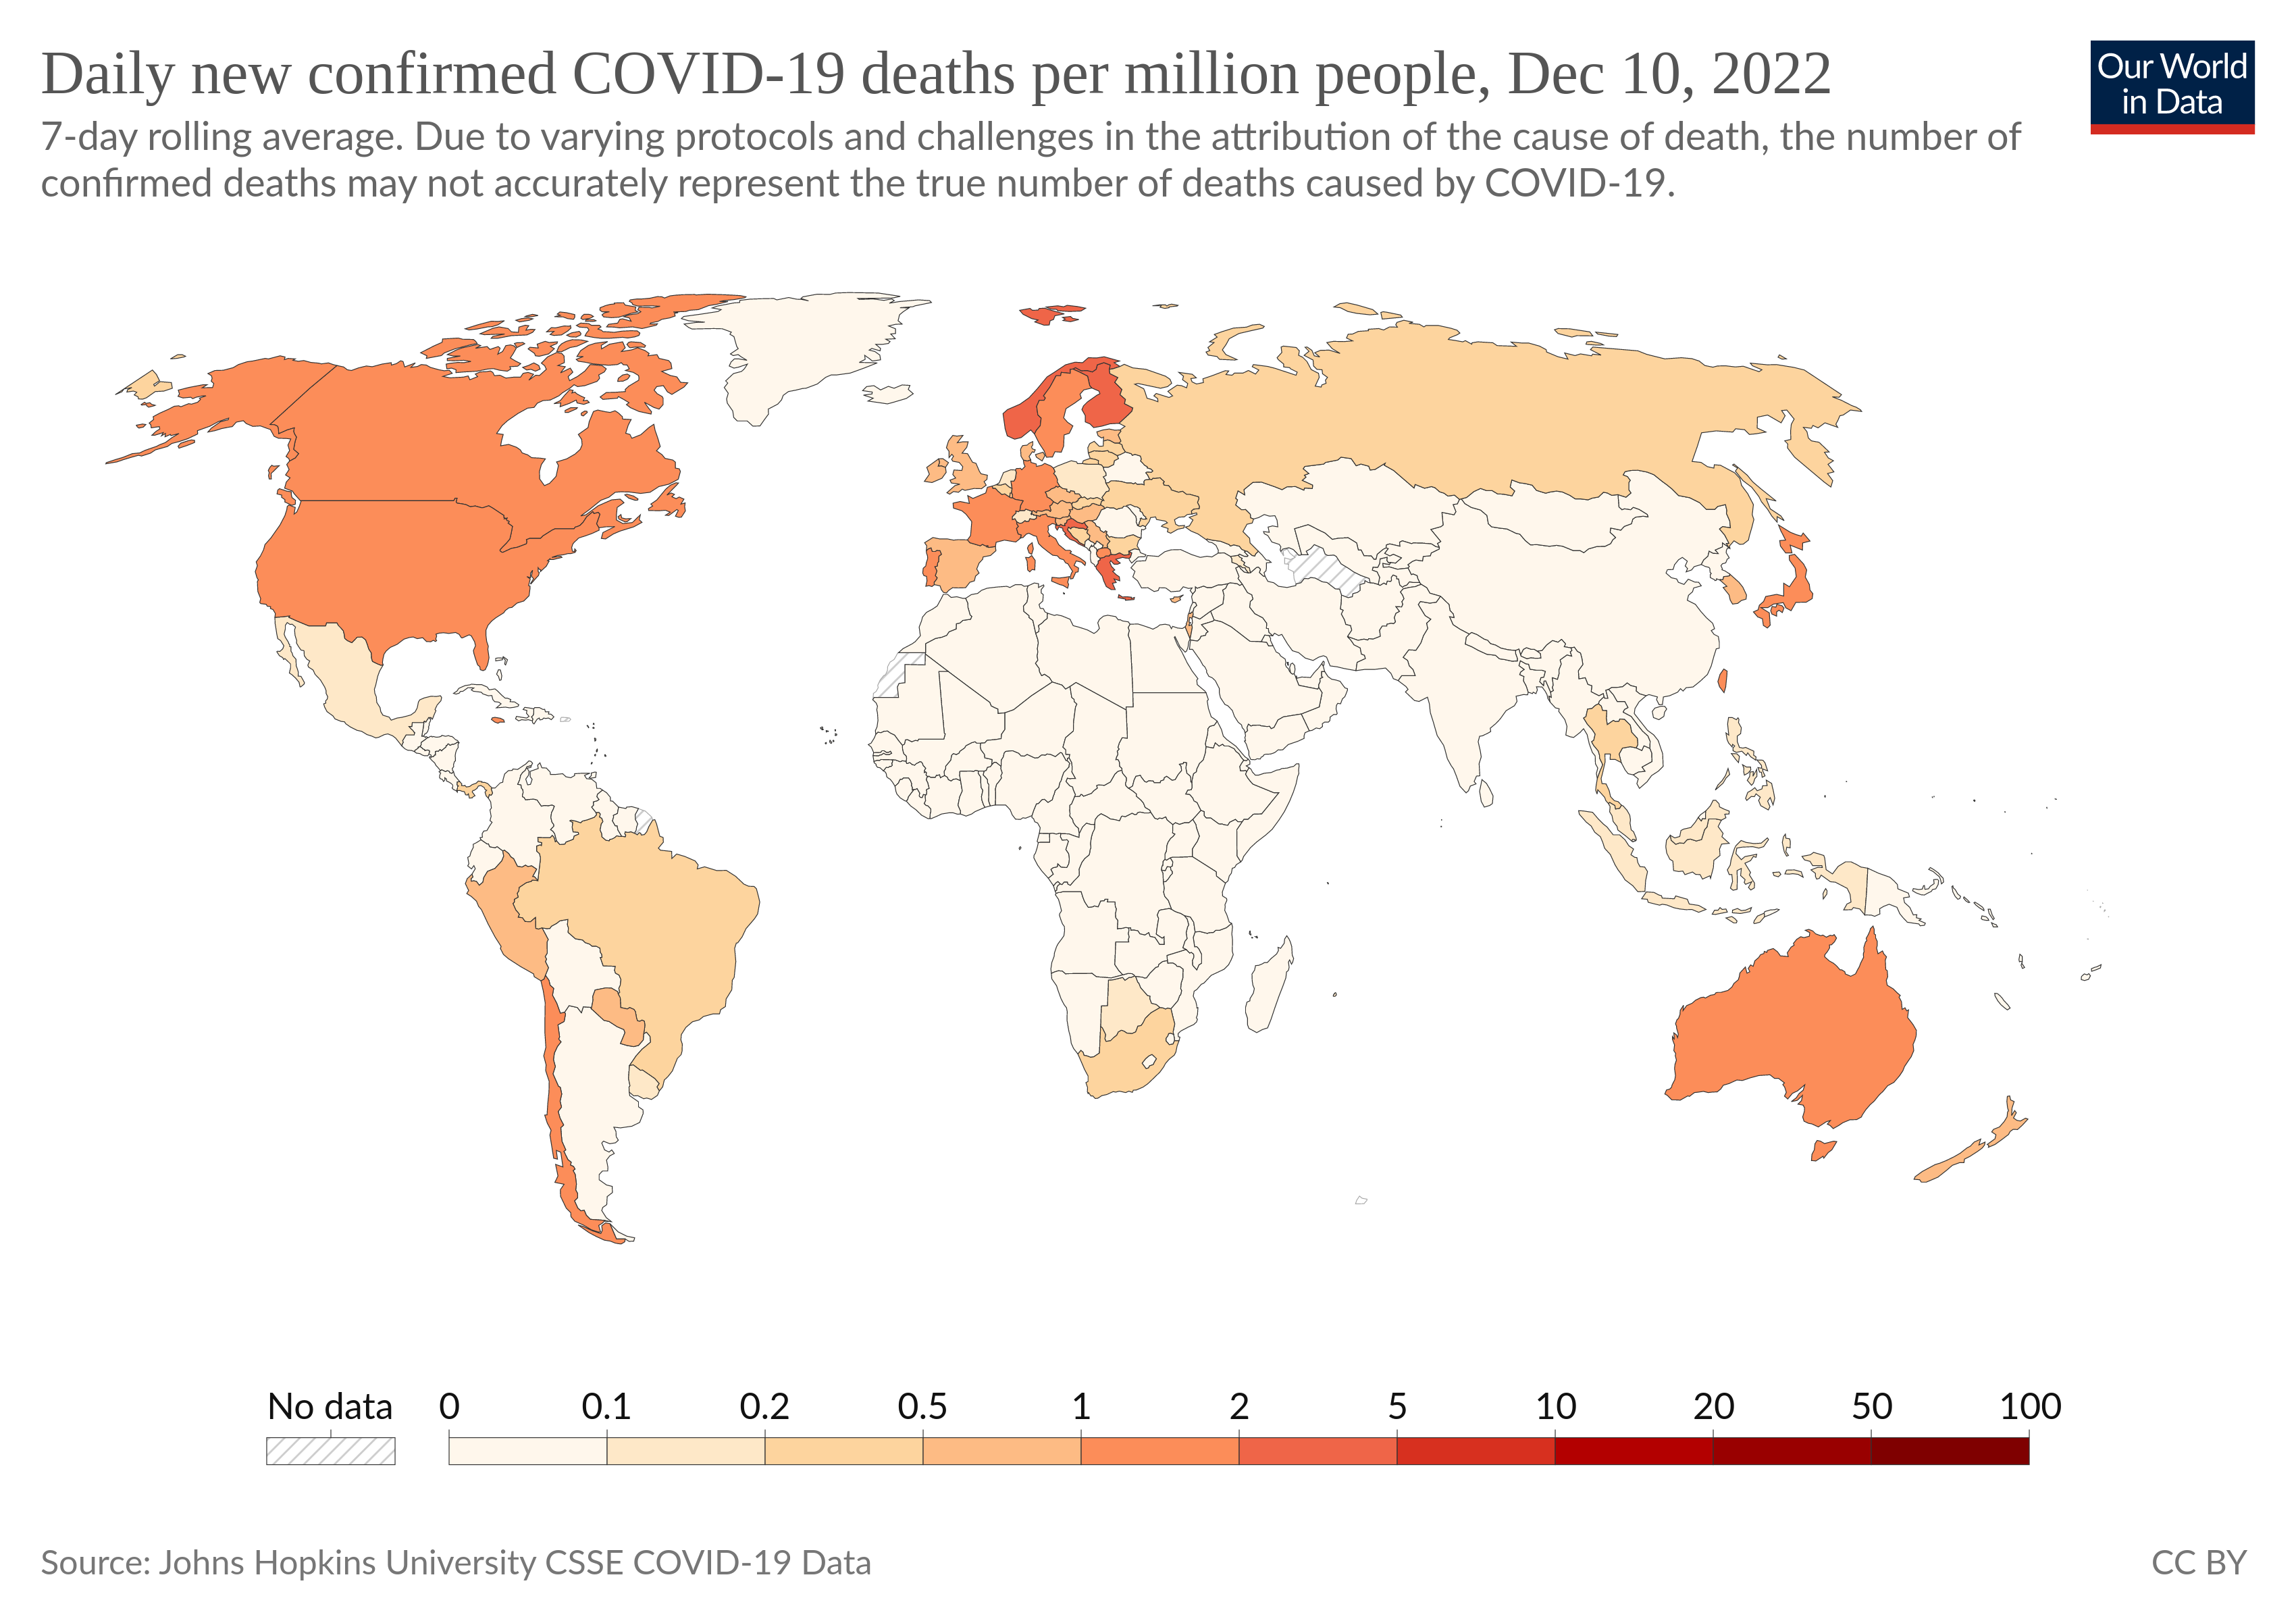 Daily new confirmed COVID-19 deaths per million people, Dec 10, 2022
Our World
in Data
7-day rolling average. Due to varying protocols and challenges in the attribution of the cause of death, the number of
confirmed deaths may not accurately represent the true number of deaths caused by COVID-19.
No data 0 0.1 0.2 0.5 1 2 5 10 20 50 100
Source: Johns Hopkins University CSSE COVID-19 Data
CC BY